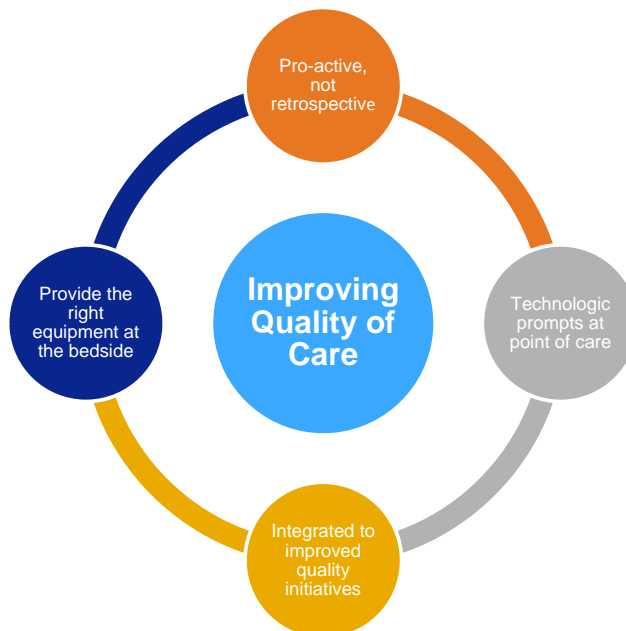 Pro-active,
not
retrospective
Improving
Quality of
Care
Provide the
right
equipment at
the bedside
Technologic
prompts at
point of care
Integrated to
improved
quality
initiatives